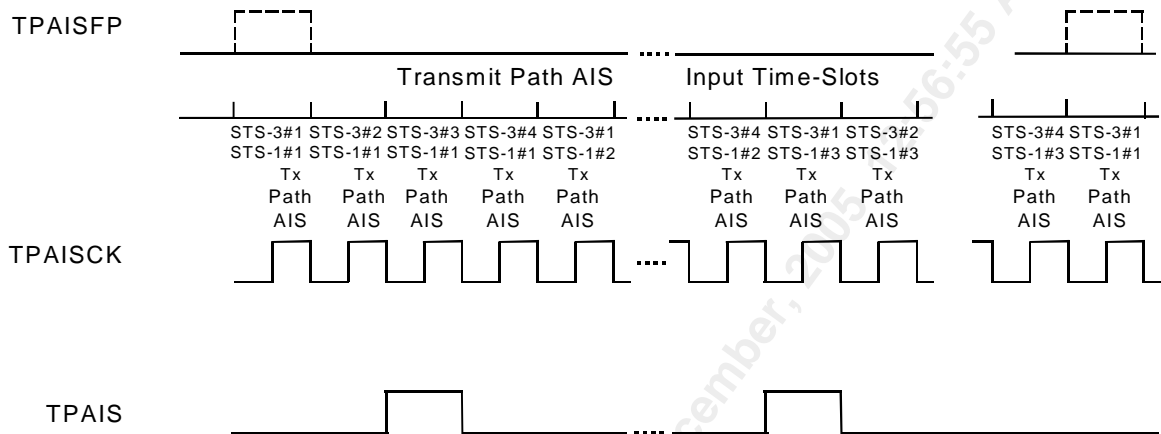 TPAISFP
Transmit Path AIS Input Time-Slots
STS-3#1 STS-3#2 STS-3#3 STS-3#4 STS-3#1 STS-3#4 STS-3#1 STS-3#2 STS-3#4 STS-3#1
STS-1#1 STS-1#1 STS-1#1 STS-1#1 STS-1#2 STS-1#2 STS-1#3 STS-1#3 STS-1#3 STS-1#1
Tx Tx Tx Tx Tx Tx Tx Tx Tx Tx
Path Path Path Path Path Path Path Path Path Path
AIS AIS AIS AIS AIS AIS AIS AIS AIS AIS
TPAISCK
TPAIS
cember, 2005 12:56:55 A